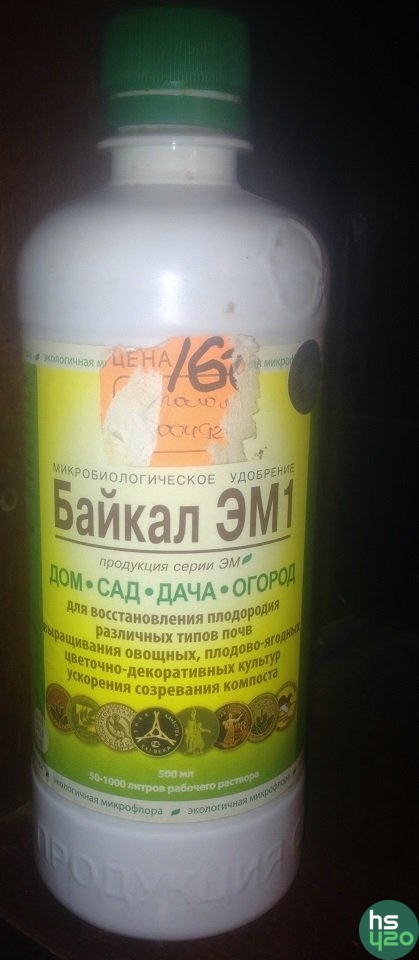 экологичная
ЦЕНА
МИКРОБИОЛОГИЧЕСКОЕ УДОБРЕНИЕ
Байкал ЭМ1
продукция серии ЭМ
ДОМ • САД • ДАЧА • ОГОРОД
для восстановления плодородия
различных типов почв
выращивания овощных, плодово-ягодных
цветочно-декоративных культур
ускорения созревания компоста
500 мл
50-1000 литров рабочего раствора
экологичная микрофлора экологичная микрофлора
ПРОДУКЦИЯ
hs
420